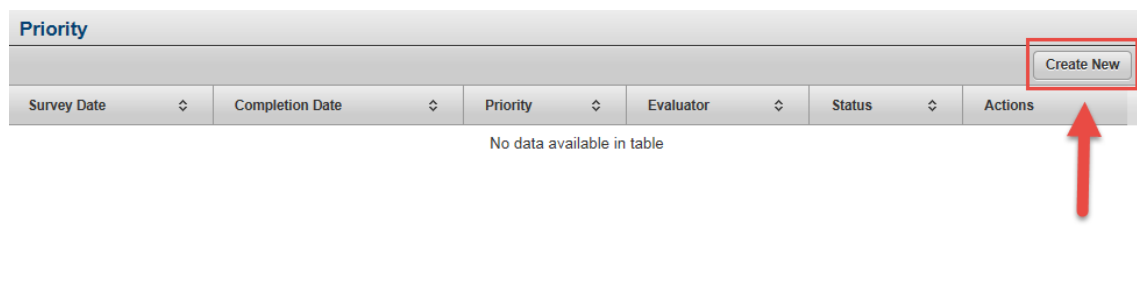 Priority
Create New
Survey Date Completion Date Priority Evaluator Status Actions
No data available in table